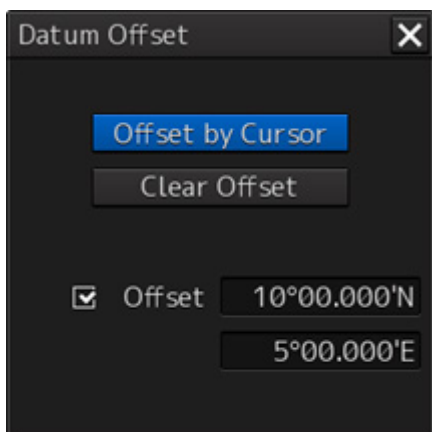 Datum Offset
Offset by Cursor
Clear Offset
Offset 10°00.000'N
5°00.000'E